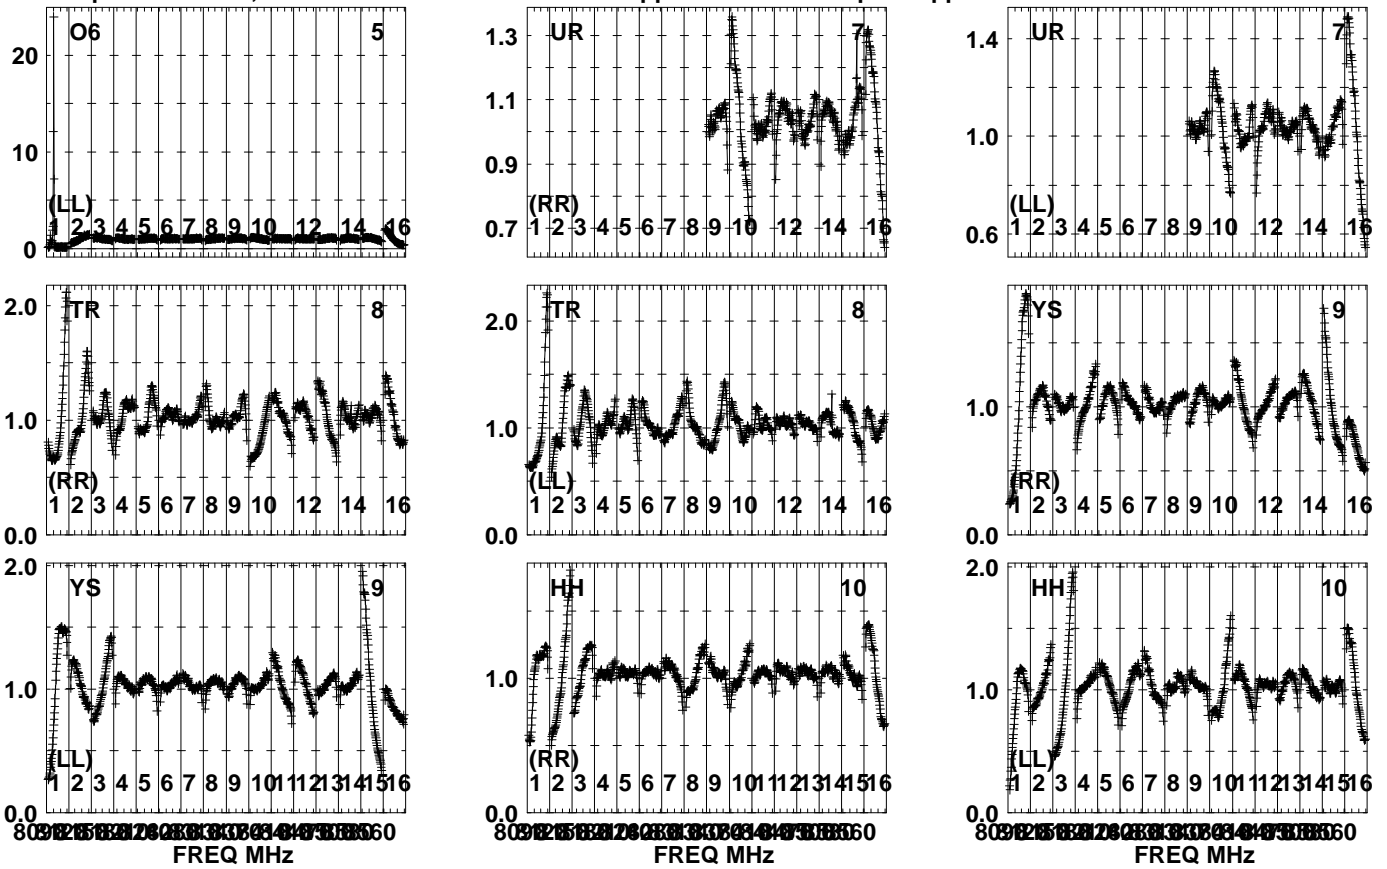 O6 5
20
10
0
(LL)
1 2 3 4 5 6 7 8 9 10 12 14 16
UR 7
1.3
1.1
0.9
0.7
(RR)
1 2 3 4 5 6 7 8 9 10 12 14 16
UR 7
1.4
1.0
0.6
(LL)
1 2 3 4 5 6 7 8 9 10 12 14 16
TR 8
2.0
1.0
0.0
(RR)
1 2 3 4 5 6 7 8 9 10 12 14 16
TR 8
2.0
1.0
0.0
(LL)
1 2 3 4 5 6 7 8 9 10 12 14 16
YS 9
1.0
0.0
(RR)
1 2 3 4 5 6 7 8 9 10 12 14 16
YS 9
2.0
1.0
0.0
(LL)
1 2 3 4 5 6 7 8 9 10 11 12 13 14 15 16
FREQ MHz
HH 10
1.0
0.0
(RR)
1 2 3 4 5 6 7 8 9 10 11 12 13 14 15 16
FREQ MHz
HH 10
2.0
1.0
0.0
(LL)
1 2 3 4 5 6 7 8 9 10 11 12 13 14 15 16
FREQ MHz